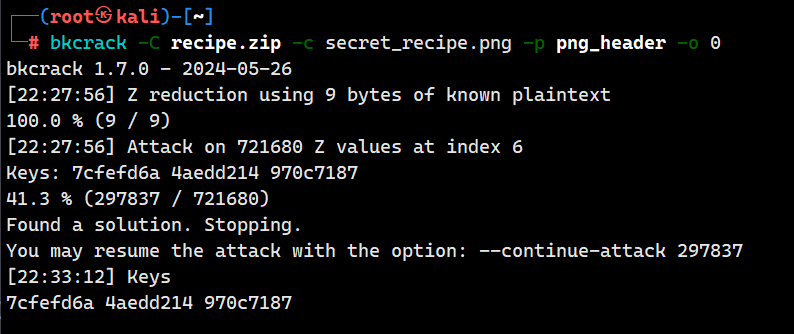 ┌──(root㉿kali)-[~]
└─# bkcrack -C recipe.zip -c secret_recipe.png -p png_header -o 0
bkcrack 1.7.0 - 2024-05-26
[22:27:56] Z reduction using 9 bytes of known plaintext
100.0 % (9 / 9)
[22:27:56] Attack on 721680 Z values at index 6
Keys: 7cfefd6a 4aedd214 970c7187
41.3 % (297837 / 721680)
Found a solution. Stopping.
You may resume the attack with the option: --continue-attack 297837
[22:33:12] Keys
7cfefd6a 4aedd214 970c7187